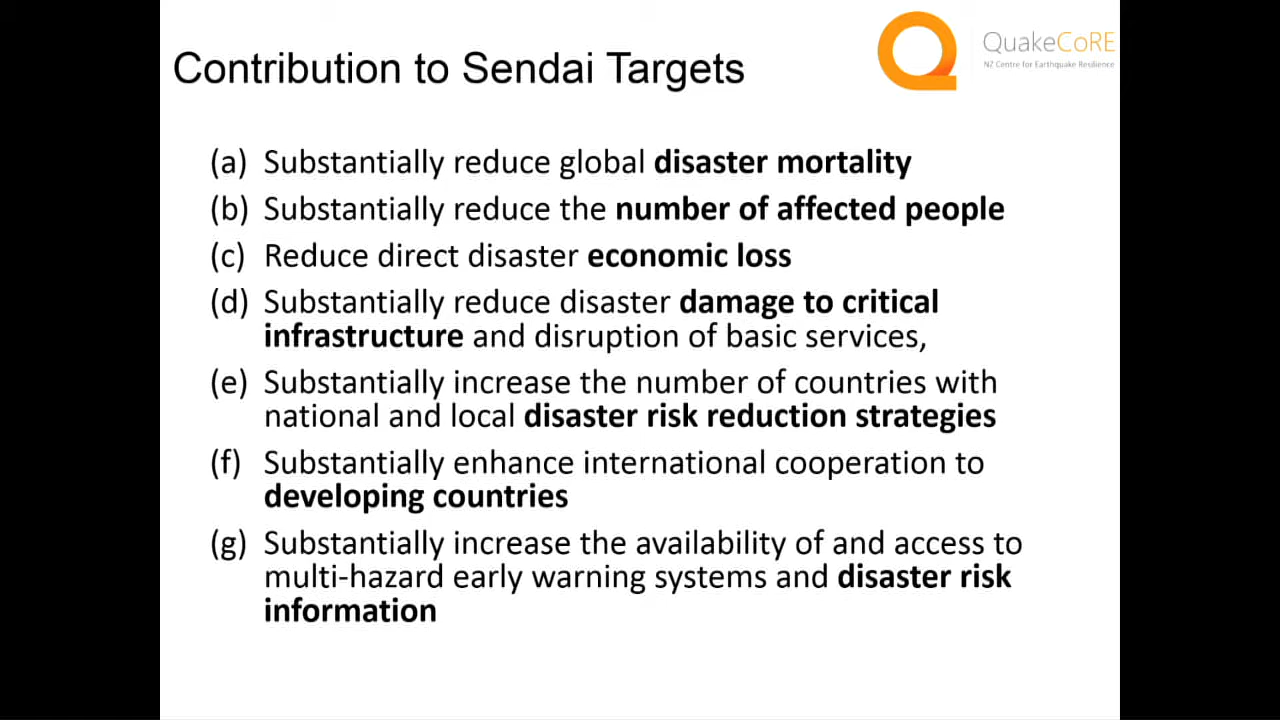 Contribution to Sendai Targets
QuakeCoRE
NZ Centre for Earthquake Resilience
(a) Substantially reduce global disaster mortality
(b) Substantially reduce the number of affected people
(c) Reduce direct disaster economic loss
(d) Substantially reduce disaster damage to critical
infrastructure and disruption of basic services,
(e) Substantially increase the number of countries with
national and local disaster risk reduction strategies
(f) Substantially enhance international cooperation to
developing countries
(g) Substantially increase the availability of and access to
multi-hazard early warning systems and disaster risk
information